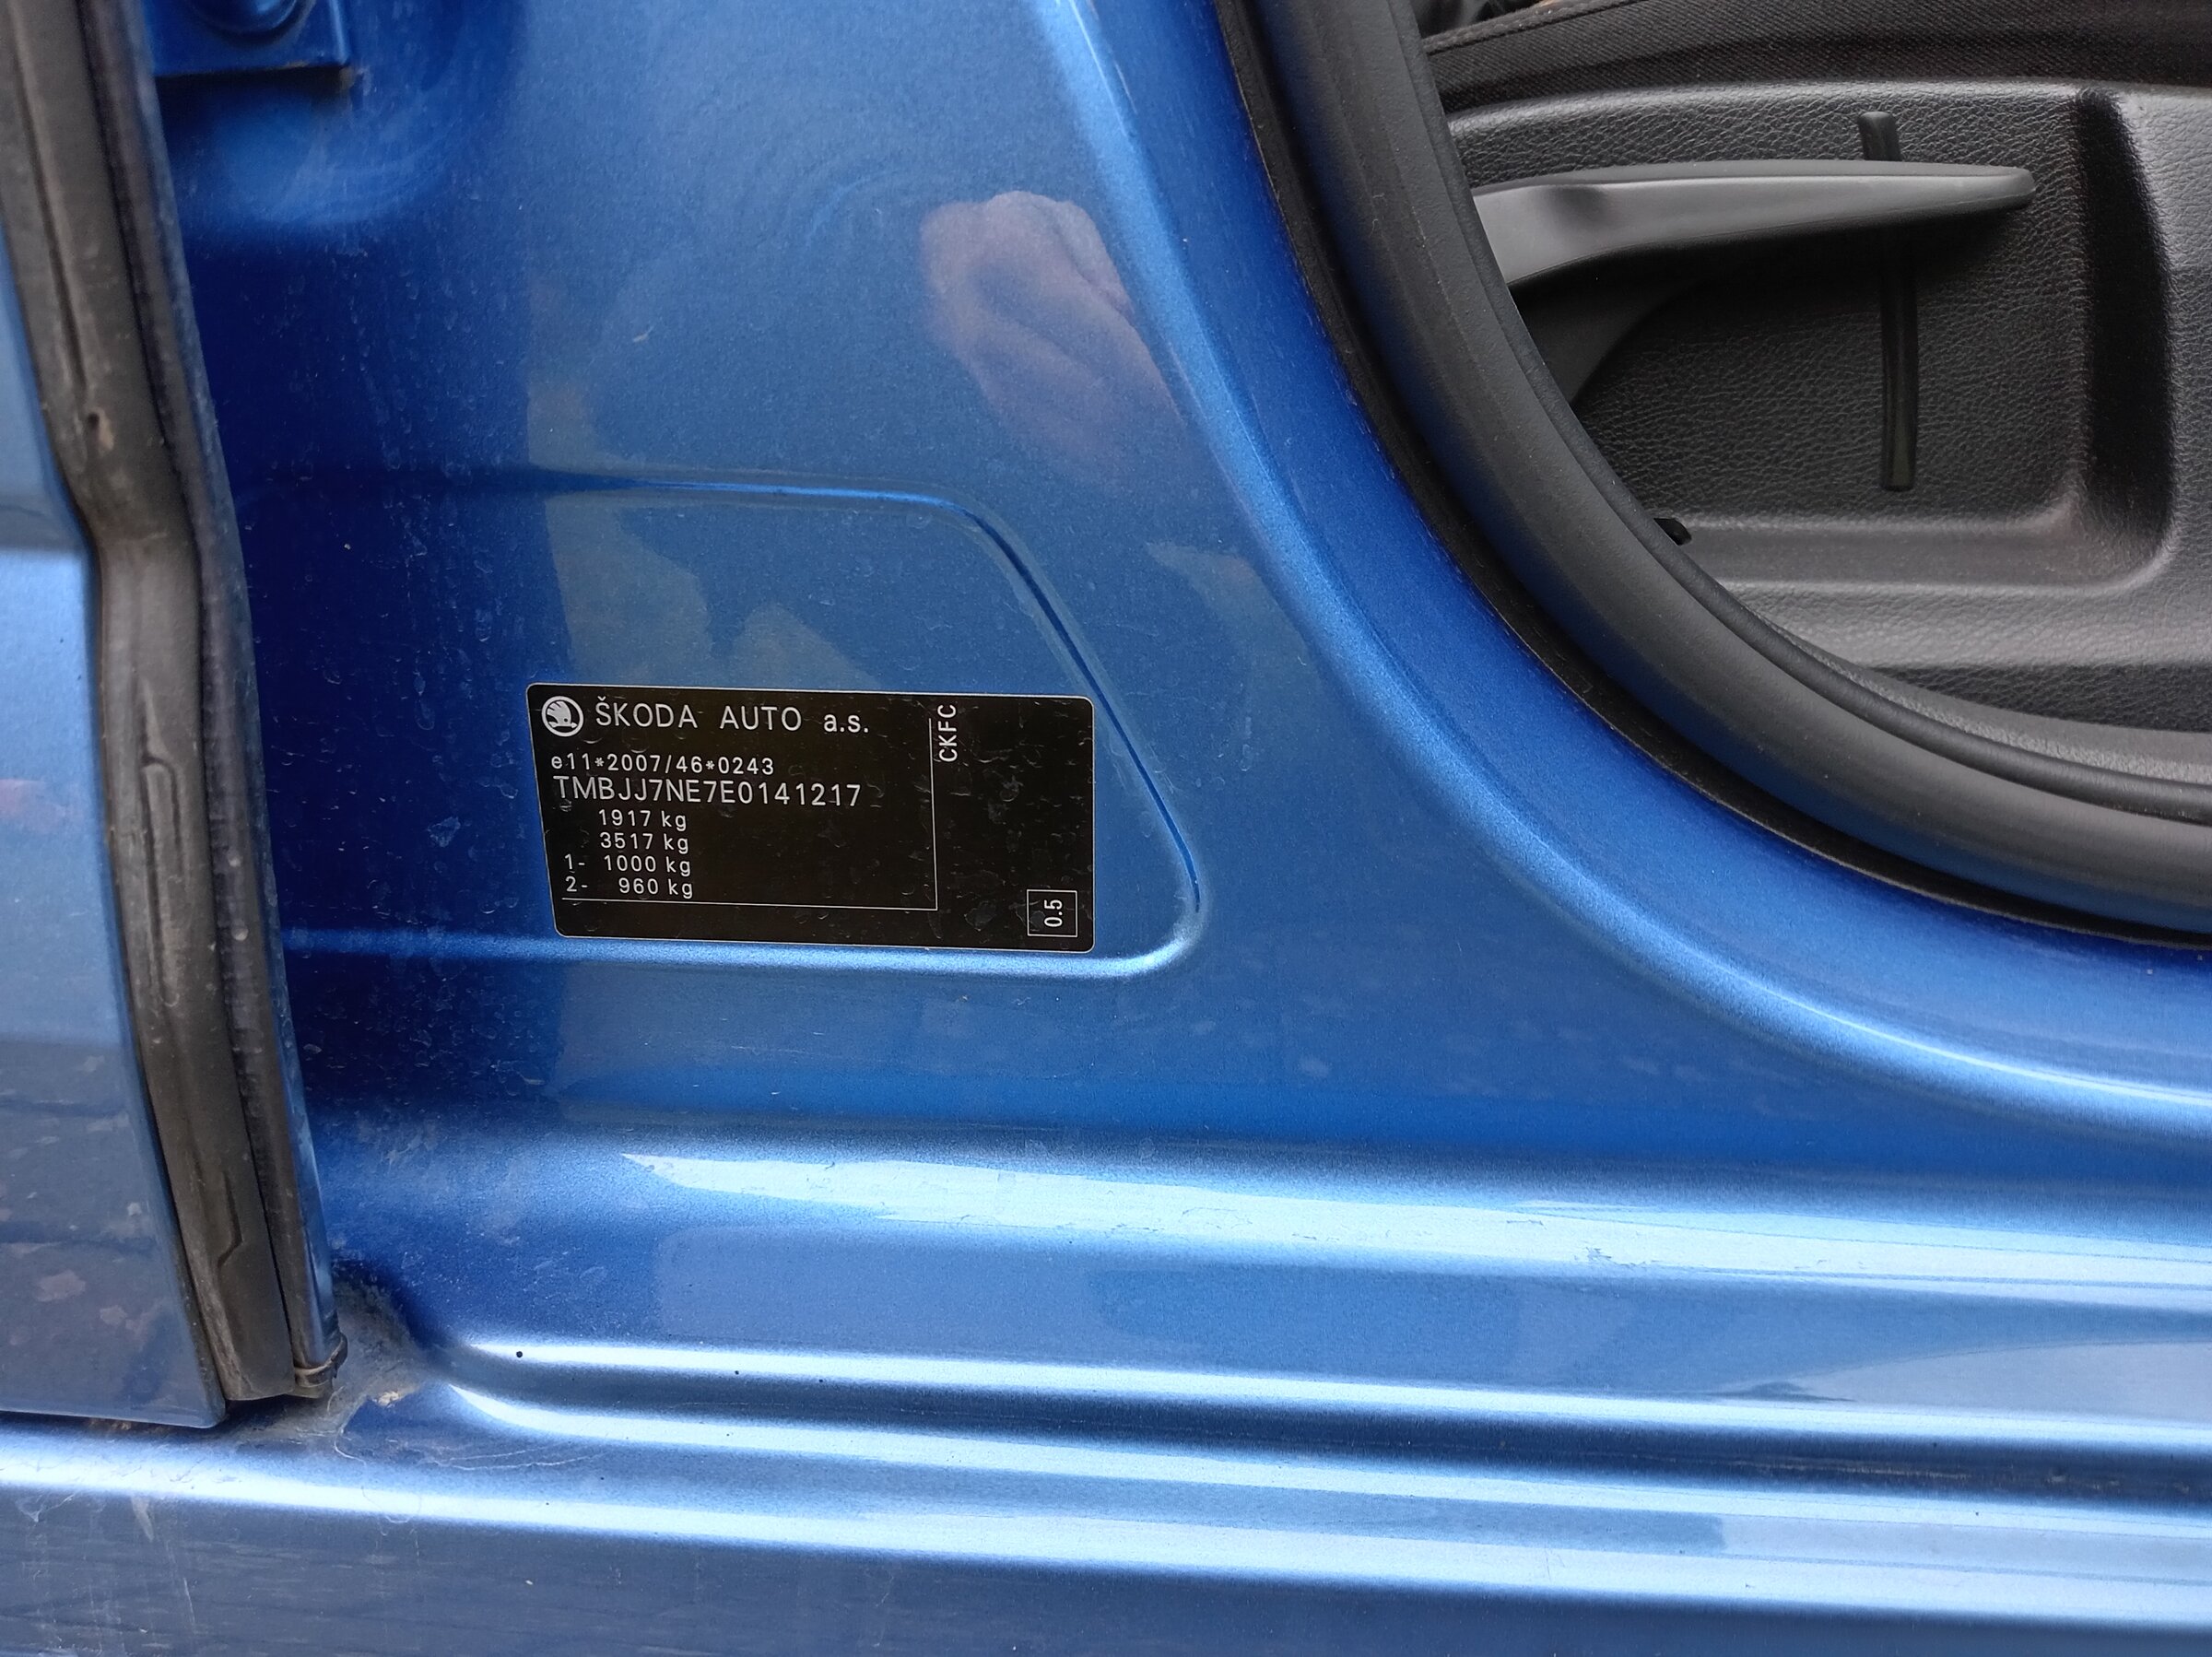 ŠKODA AUTO a.s.
e11*2007/46*0243
TMBJJ7NE7E0141217
1917 kg
3517 kg
1- 1000 kg
2- 960 kg
CKFC
0.5